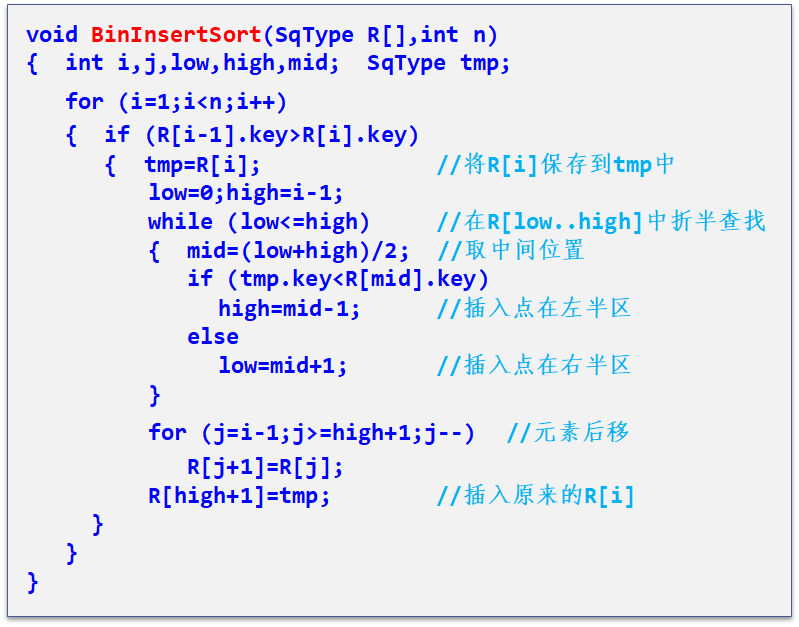 void BinInsertSort(SqType R[],int n)
{  int i,j,low,high,mid;  SqType tmp;
   for (i=1;i<n;i++)
   {  if (R[i-1].key>R[i].key)
      {  tmp=R[i];              //将R[i]保存到tmp中
         low=0;high=i-1;
         while (low<=high)      //在R[low..high]中折半查找
         {  mid=(low+high)/2;  //取中间位置
            if (tmp.key<R[mid].key)
              high=mid-1;      //插入点在左半区
            else
              low=mid+1;       //插入点在右半区
         }
         for (j=i-1;j>=high+1;j--)  //元素后移
            R[j+1]=R[j];
         R[high+1]=tmp;        //插入原来的R[i]
     }
   }
}